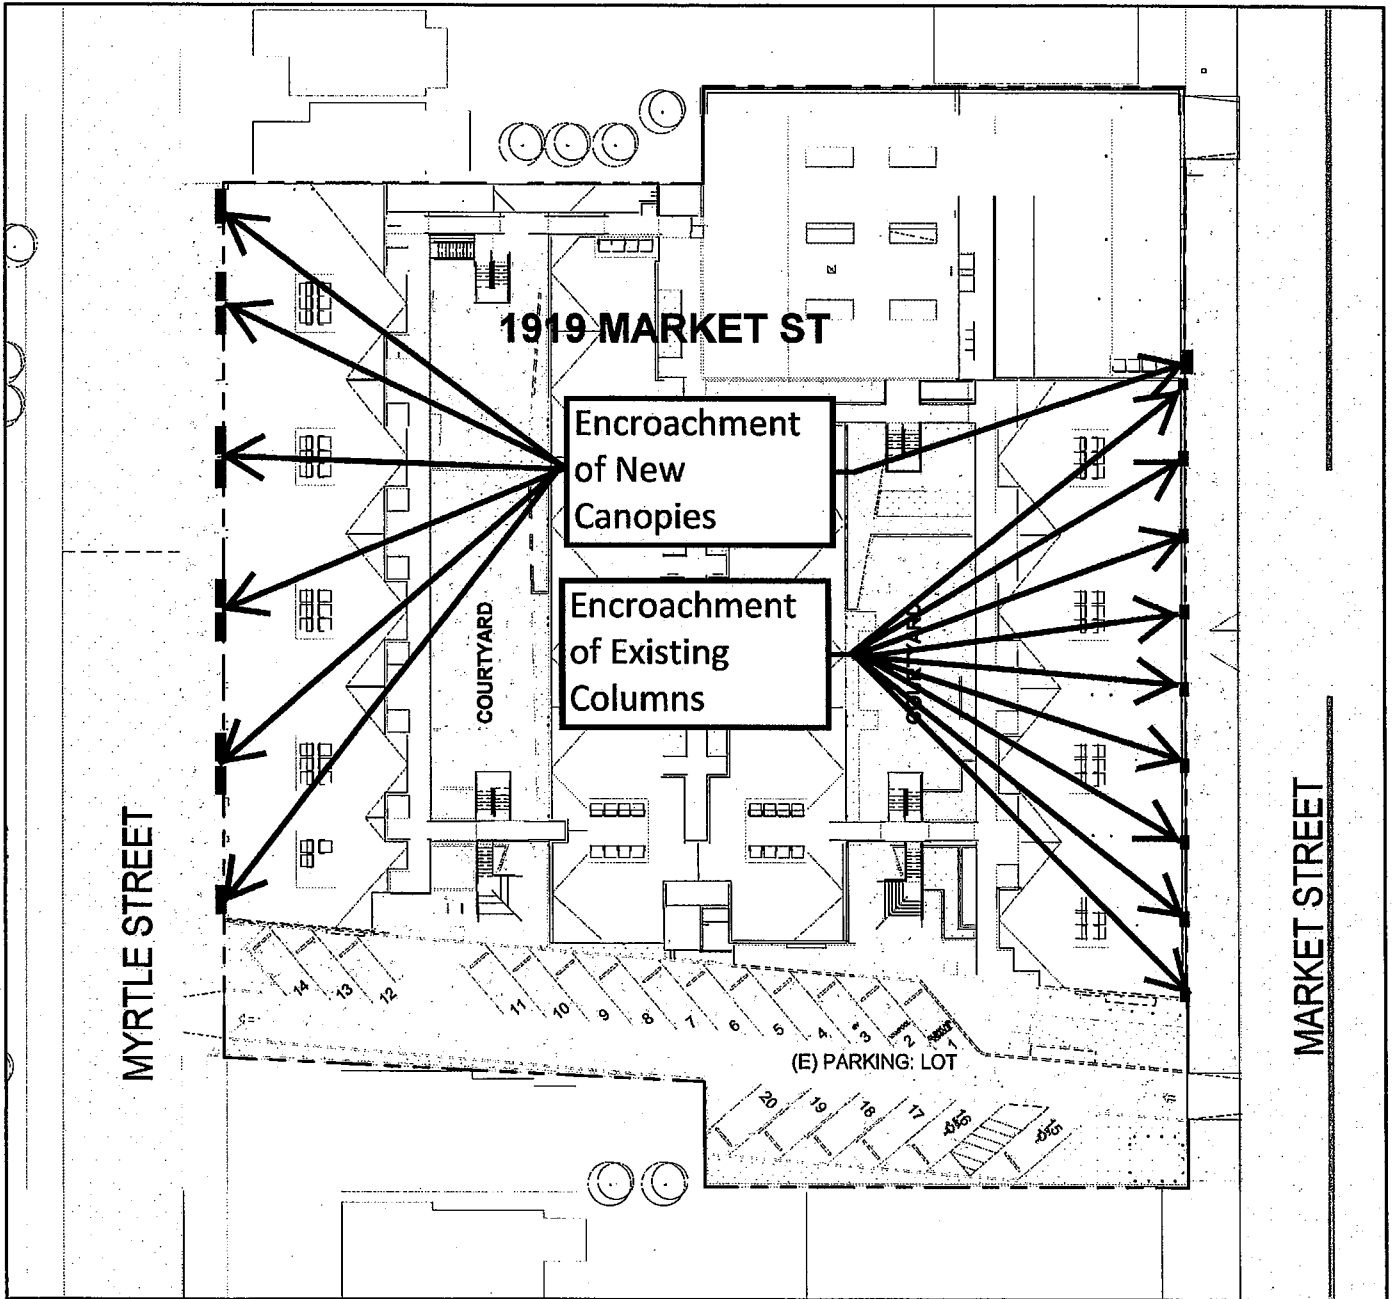 1919 MARKET ST
Encroachment
of New
Canopies
Encroachment
of Existing
Columns
COURTYARD
COURTYARD
MYRTLE STREET
MARKET STREET
14
13
12
11
10
9
8
7
6
5
4
3
2
1
(E) PARKING: LOT
20
19
18
17
16
15